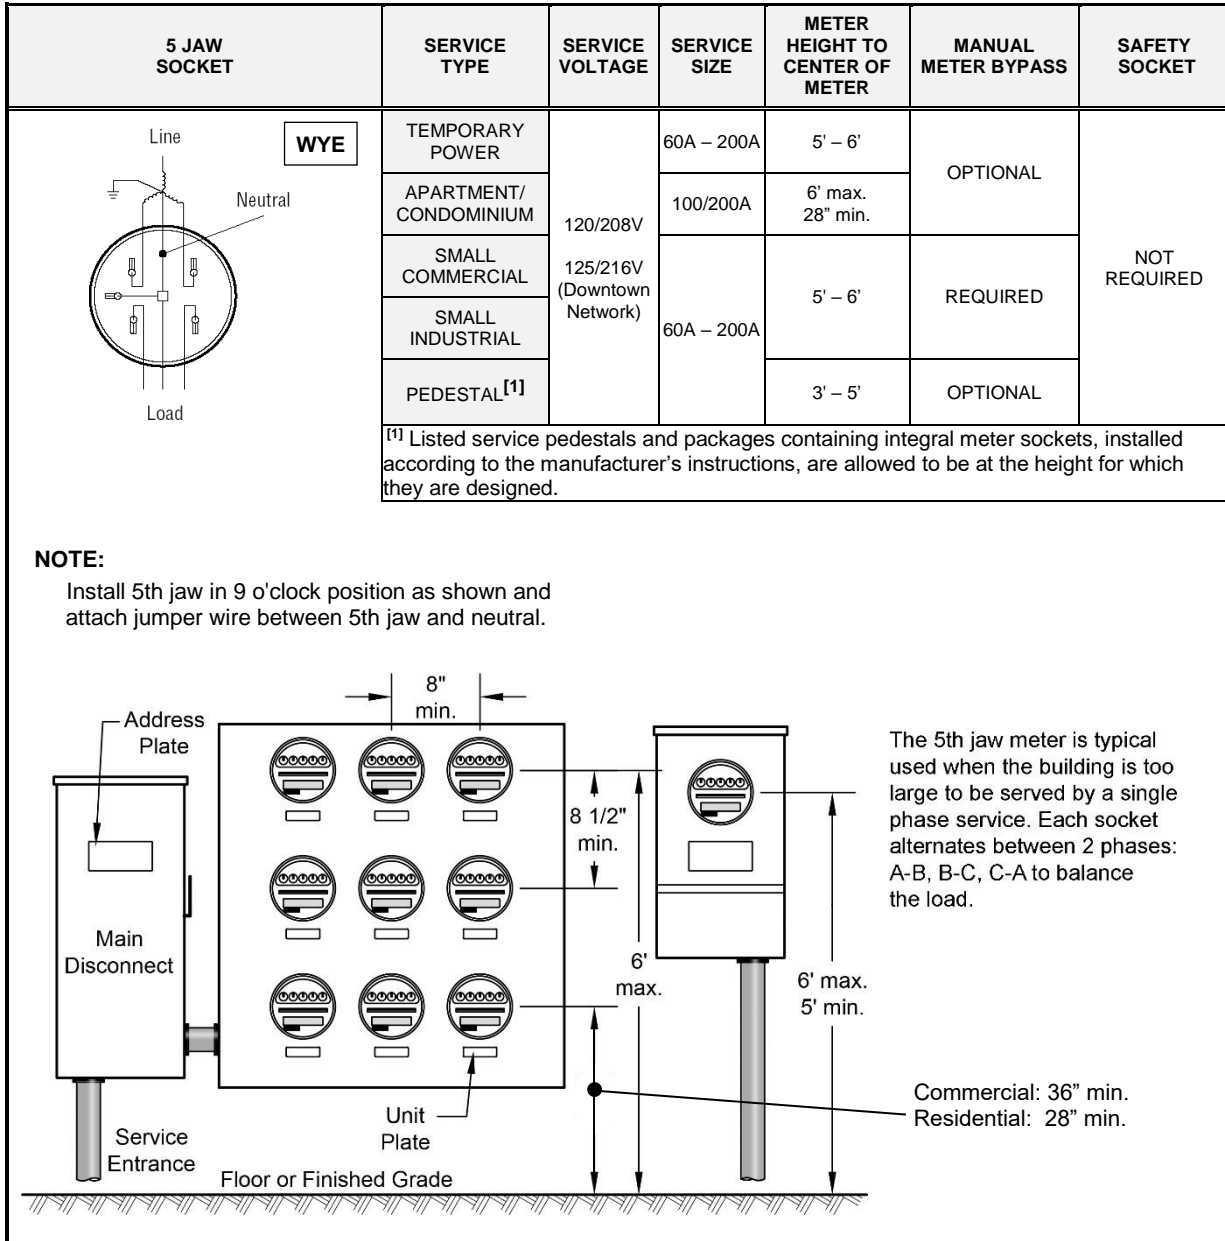 5 JAW
SOCKET
SERVICE
TYPE
SERVICE
VOLTAGE
SERVICE
SIZE
METER
HEIGHT TO
CENTER OF
METER
MANUAL
METER BYPASS
SAFETY
SOCKET
Line
WYE
Neutral
Load
TEMPORARY
POWER
60A – 200A
5' – 6'
OPTIONAL
APARTMENT/
CONDOMINIUM
100/200A
6' max.
28” min.
120/208V
125/216V
(Downtown
Network)
SMALL
COMMERCIAL
SMALL
INDUSTRIAL
60A – 200A
5' – 6'
REQUIRED
NOT
REQUIRED
PEDESTAL[1]
3' – 5'
OPTIONAL
[1] Listed service pedestals and packages containing integral meter sockets, installed
according to the manufacturer’s instructions, are allowed to be at the height for which
they are designed.
NOTE:
Install 5th jaw in 9 o'clock position as shown and
attach jumper wire between 5th jaw and neutral.
8"
min.
Address
Plate
8 1/2"
min.
Main
Disconnect
6'
max.
6' max.
5' min.
The 5th jaw meter is typical
used when the building is too
large to be served by a single
phase service. Each socket
alternates between 2 phases:
A-B, B-C, C-A to balance
the load.
Commercial: 36” min.
Residential: 28” min.
Unit
Plate
Service
Entrance
Floor or Finished Grade